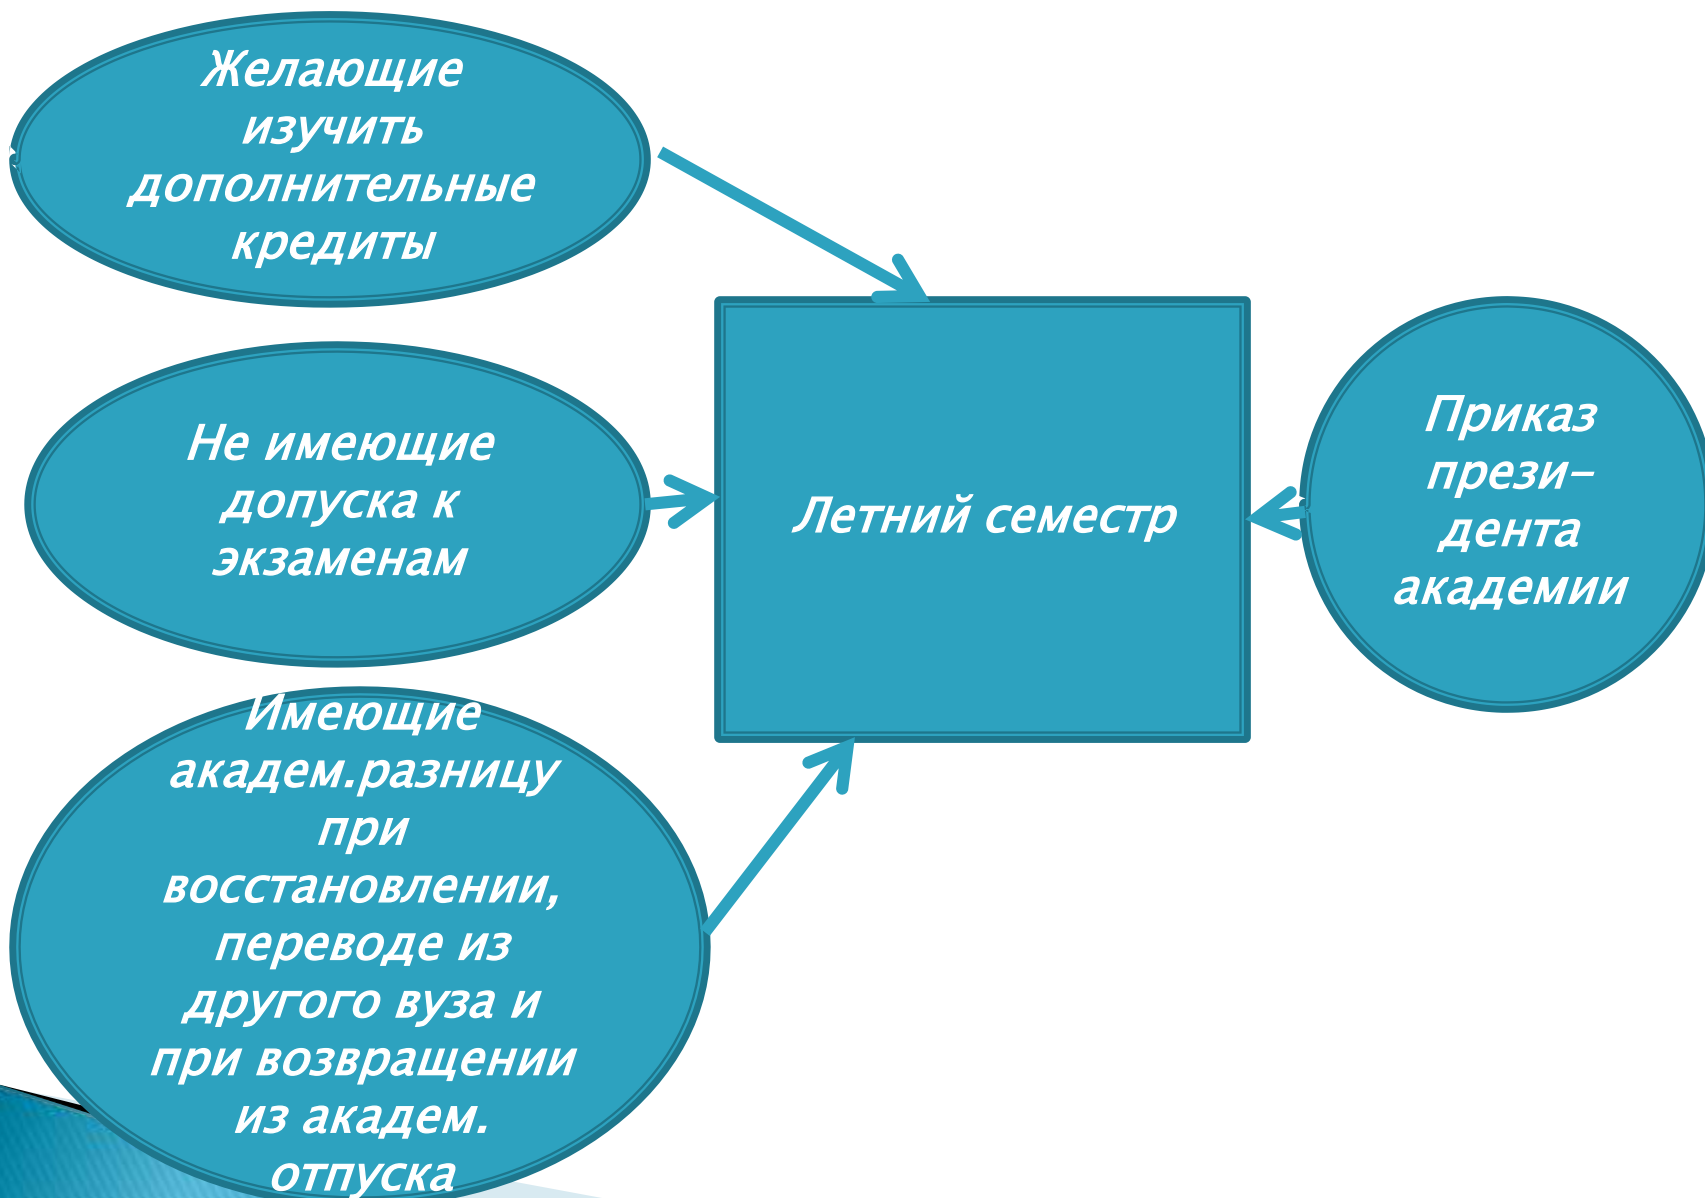 Желающие
изучить
дополнительные
кредиты
Не имеющие
допуска к
экзаменам
Имеющие
академ.разницу
при
восстановлении,
переводе из
другого вуза и
при возвращении
из академ.
отпуска
Летний семестр
Приказ
прези-
дента
академии